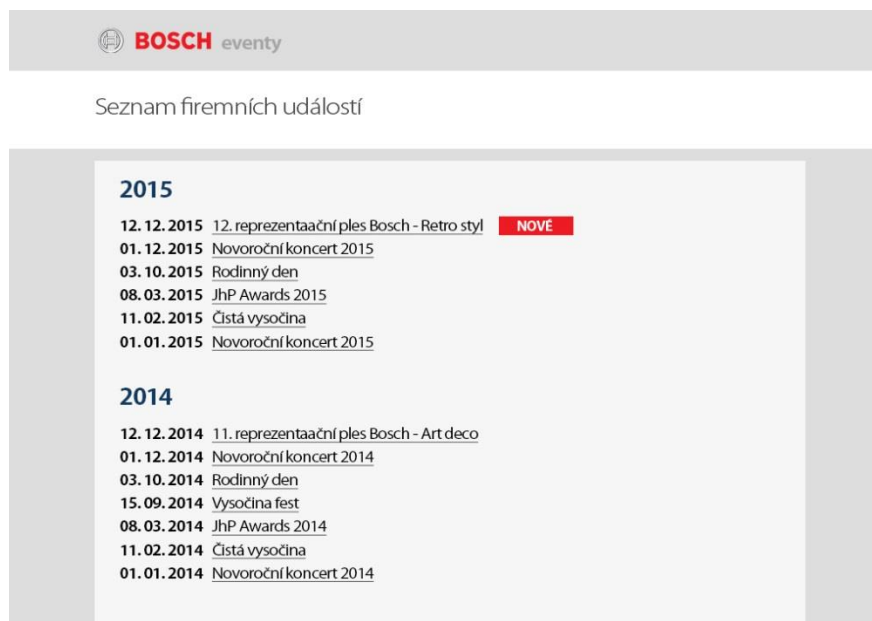 BOSCH eventy
Seznam firemních událostí
2015
12. 12. 2015 12. reprezentaační ples Bosch - Retro styl NOVÉ
01. 12. 2015 Novoroční koncert 2015
03. 10. 2015 Rodinný den
08. 03. 2015 JhP Awards 2015
11. 02. 2015 Čistá vysočina
01. 01. 2015 Novoroční koncert 2015
2014
12. 12. 2014 11. reprezentaační ples Bosch - Art deco
01. 12. 2014 Novoroční koncert 2014
03. 10. 2014 Rodinný den
15. 09. 2014 Vysočina fest
08. 03. 2014 JhP Awards 2014
11. 02. 2014 Čistá vysočina
01. 01. 2014 Novoroční koncert 2014